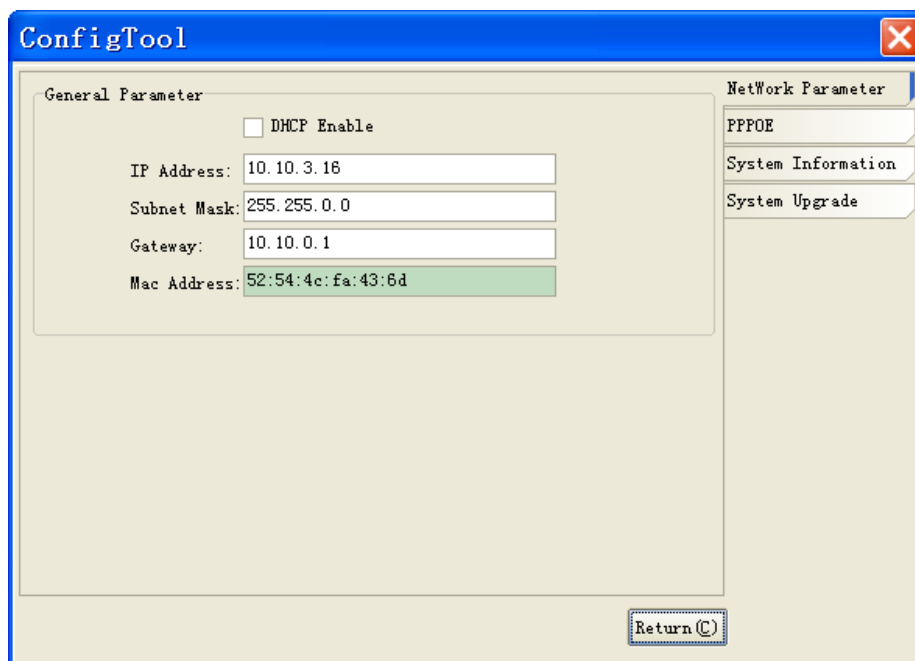 ConfigTool
General Parameter
DHCP Enable
IP Address: 10.10.3.16
Subnet Mask: 255.255.0.0
Gateway: 10.10.0.1
Mac Address: 52:54:4c:fa:43:6d
NetWork Parameter
PPPOE
System Information
System Upgrade
Return(C)